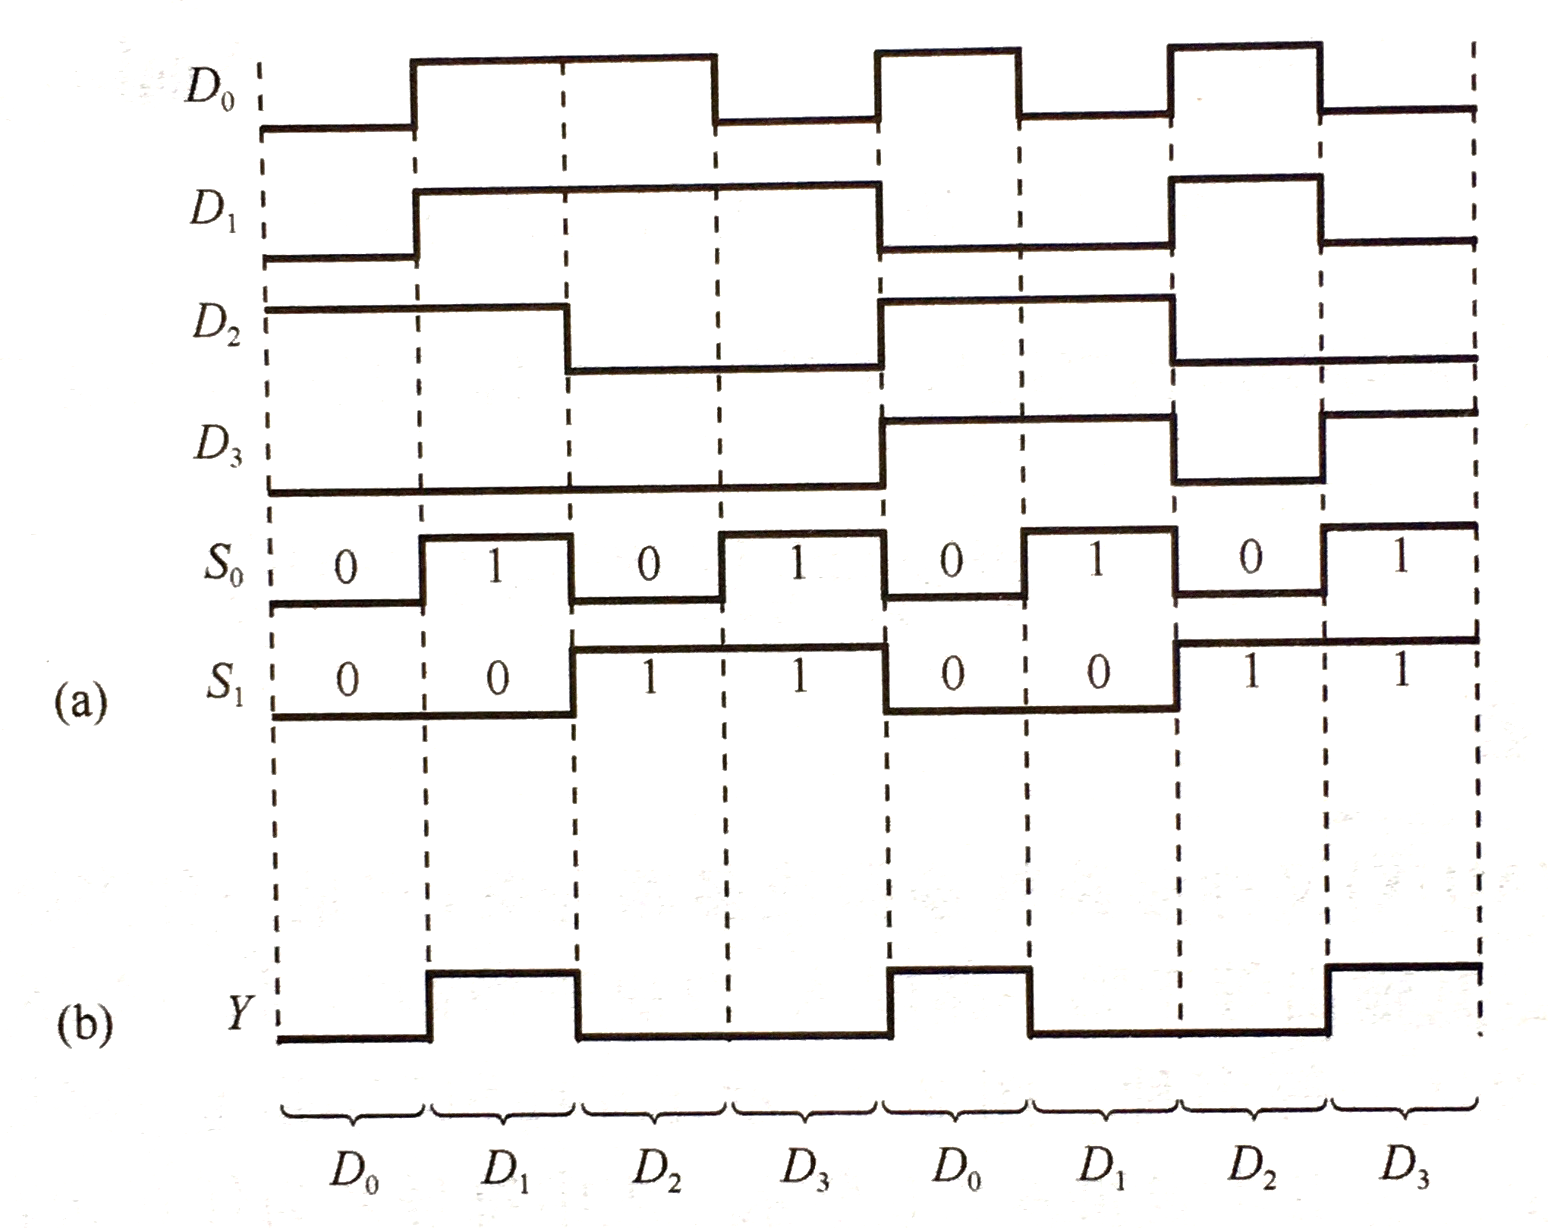 D₀
D₁
D₂
D₃
S₀ 0 1 0 1 0 1 0 1
(a) S₁ 0 0 1 1 0 0 1 1
(b) Y
D₀ D₁ D₂ D₃ D₀ D₁ D₂ D₃